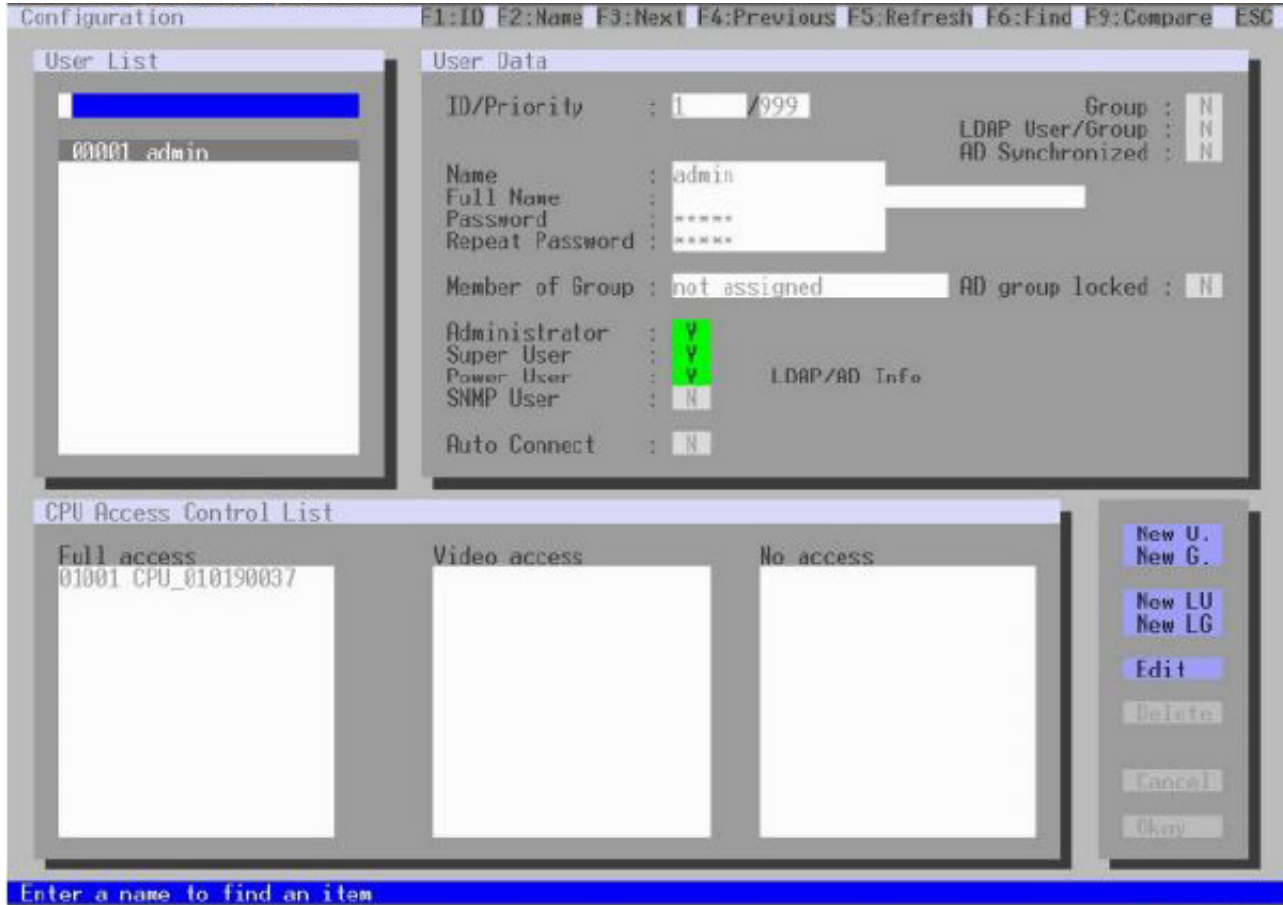 Configuration F1:ID F2:Name F3:Next F4:Previous F5:Refresh F6:Find F9:Compare ESC
User List
00001 admin
User Data
ID/Priority : 1 /999
Group : N
LDAP User/Group : N
AD Synchronized : N
Name : admin
Full Name :
Password : *****
Repeat Password : *****
Member of Group : not assigned
AD group locked : N
Administrator : Y
Super User : Y
Power User : Y
LDAP/AD Info
SNMP User : N
Auto Connect : N
CPU Access Control List
Full access
01001 CPU_010190037
Video access
No access
New U.
New G.
New LU
New LG
Edit
Delete
Cancel
Okay
Enter a name to find an item